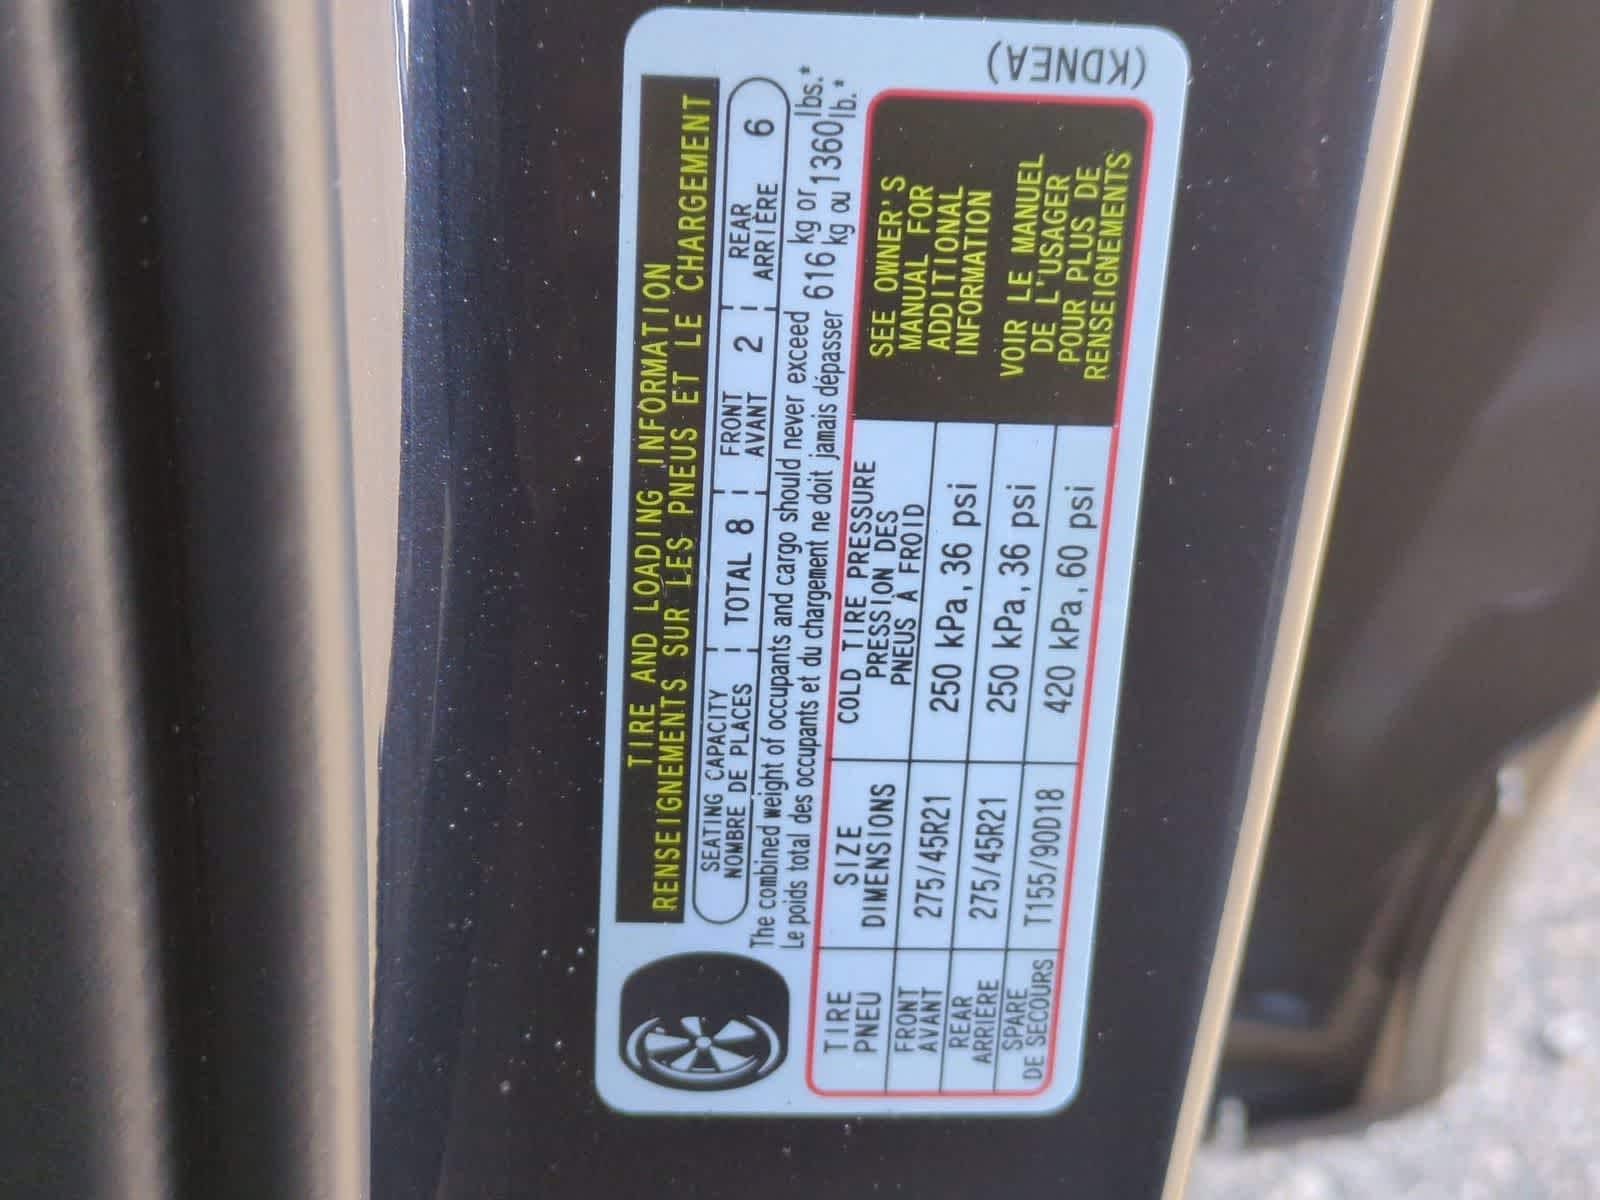 TIRE AND LOADING INFORMATION
RENSEIGNEMENTS SUR LES PNEUS ET LE CHARGEMENT
SEATING CAPACITY
NOMBRE DE PLACES
TOTAL 8
FRONT
AVANT
2
REAR
ARRIÈRE
6
The combined weight of occupants and cargo should never exceed 616 kg or 1360 lbs.*
Le poids total des occupants et du chargement ne doit jamais dépasser 616 kg ou 1360 lb.*
TIRE
PNEU
SIZE
DIMENSIONS
COLD TIRE PRESSURE
PRESSION DES
PNEUS À FROID
FRONT
AVANT
275/45R21
250 kPa, 36 psi
REAR
ARRIÈRE
275/45R21
250 kPa, 36 psi
SPARE
DE SECOURS
T155/90D18
420 kPa, 60 psi
SEE OWNER'S
MANUAL FOR
ADDITIONAL
INFORMATION
VOIR LE MANUEL
DE L'USAGER
POUR PLUS DE
RENSEIGNEMENTS
(KDNEA)